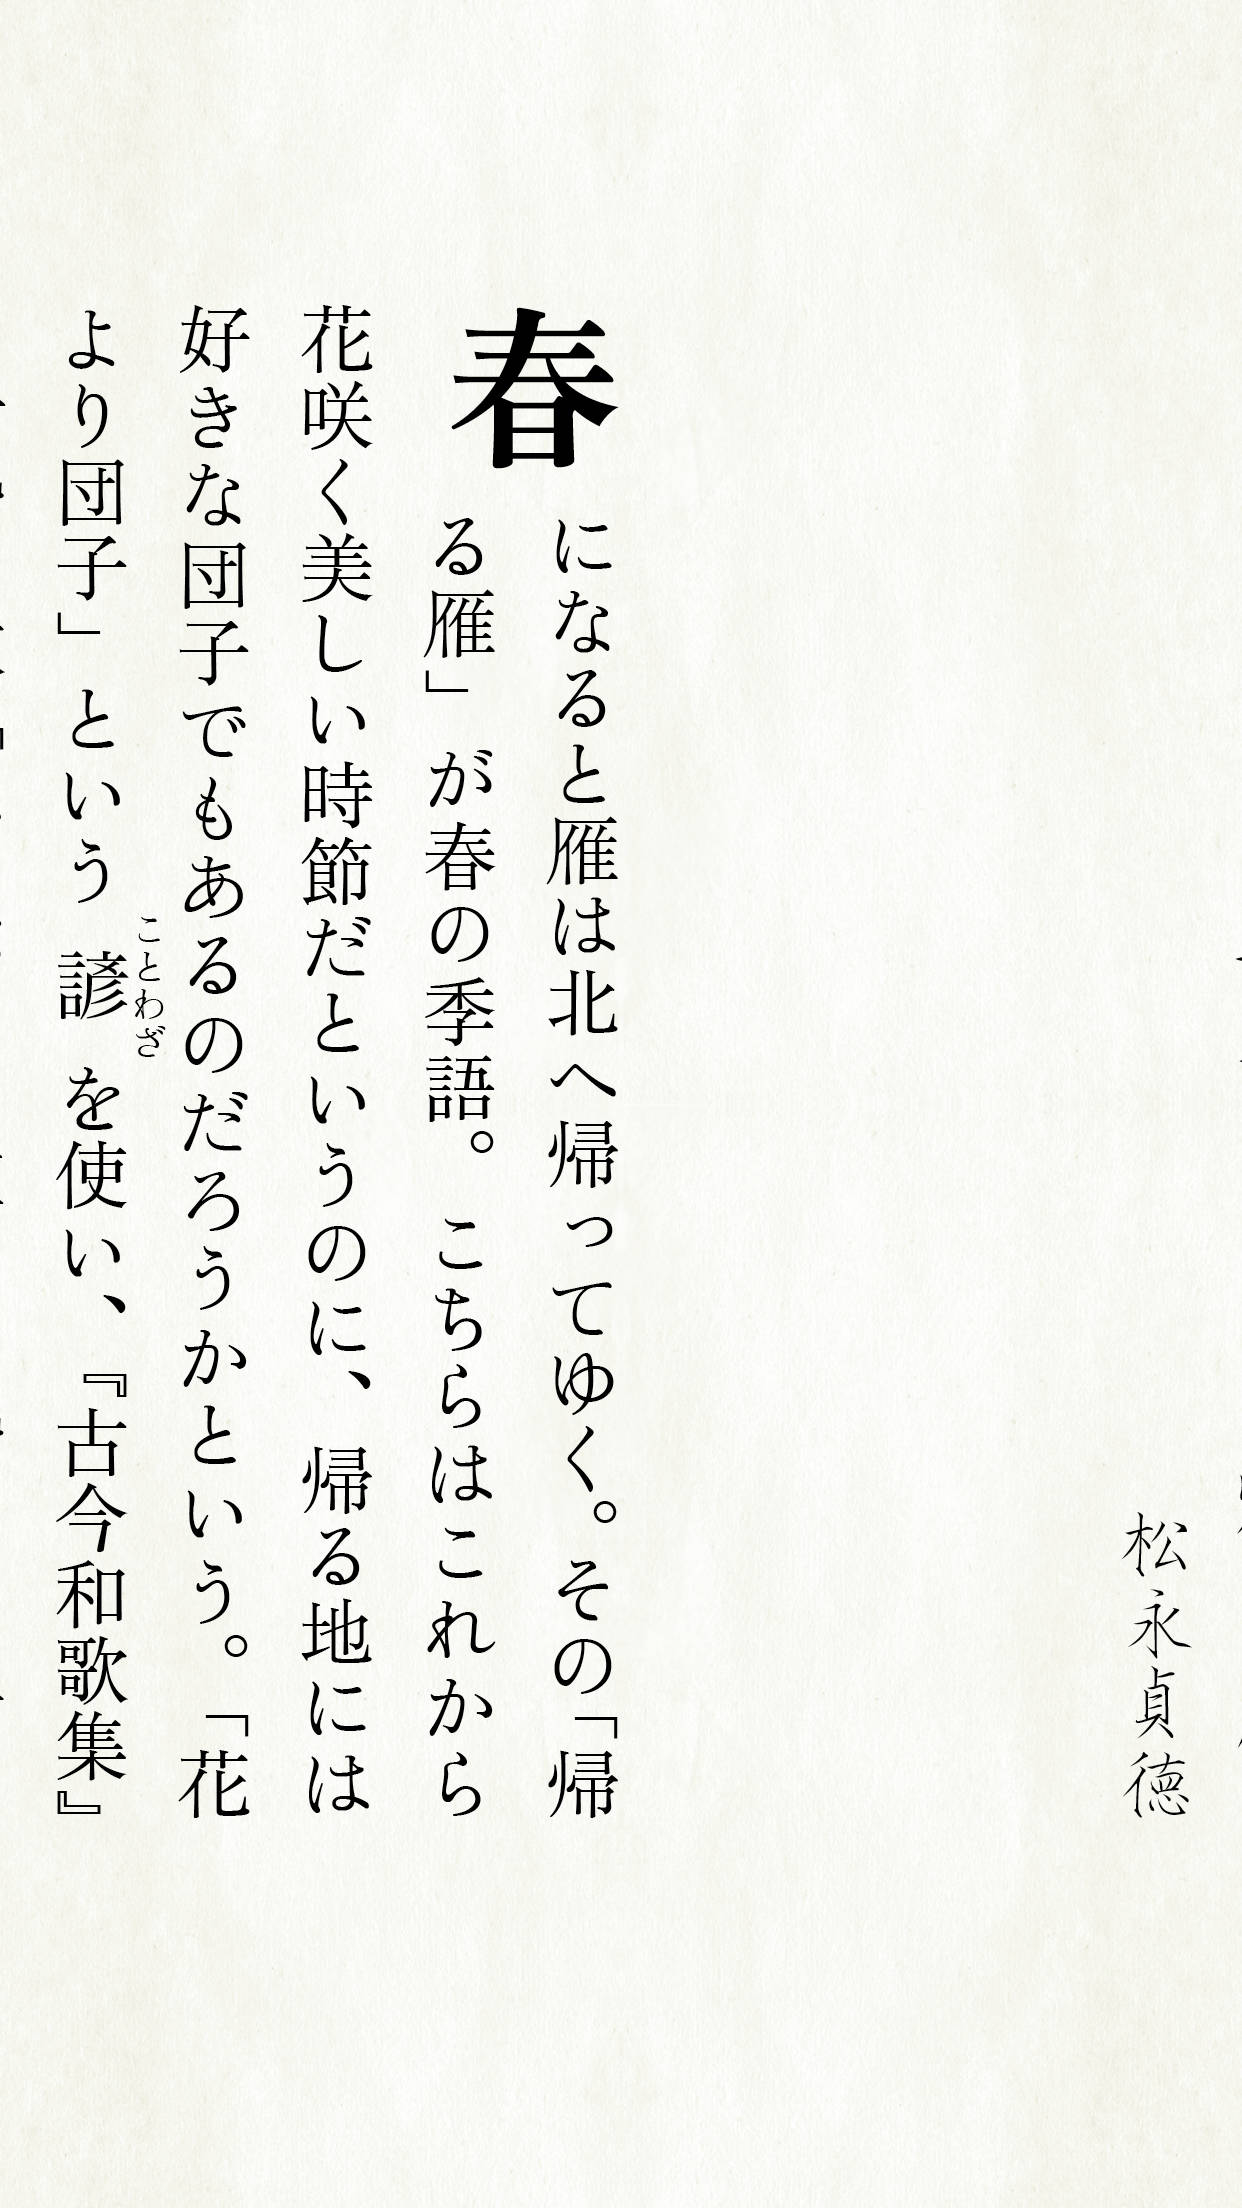 松永貞徳
春になると雁は北へ帰ってゆく。その「帰
る雁」が春の季語。こちらはこれから
花咲く美しい時節だというのに、帰る地には
好きな団子でもあるのだろうかという。「花
より団子」という諺ことわざを使い、『古今和歌集』